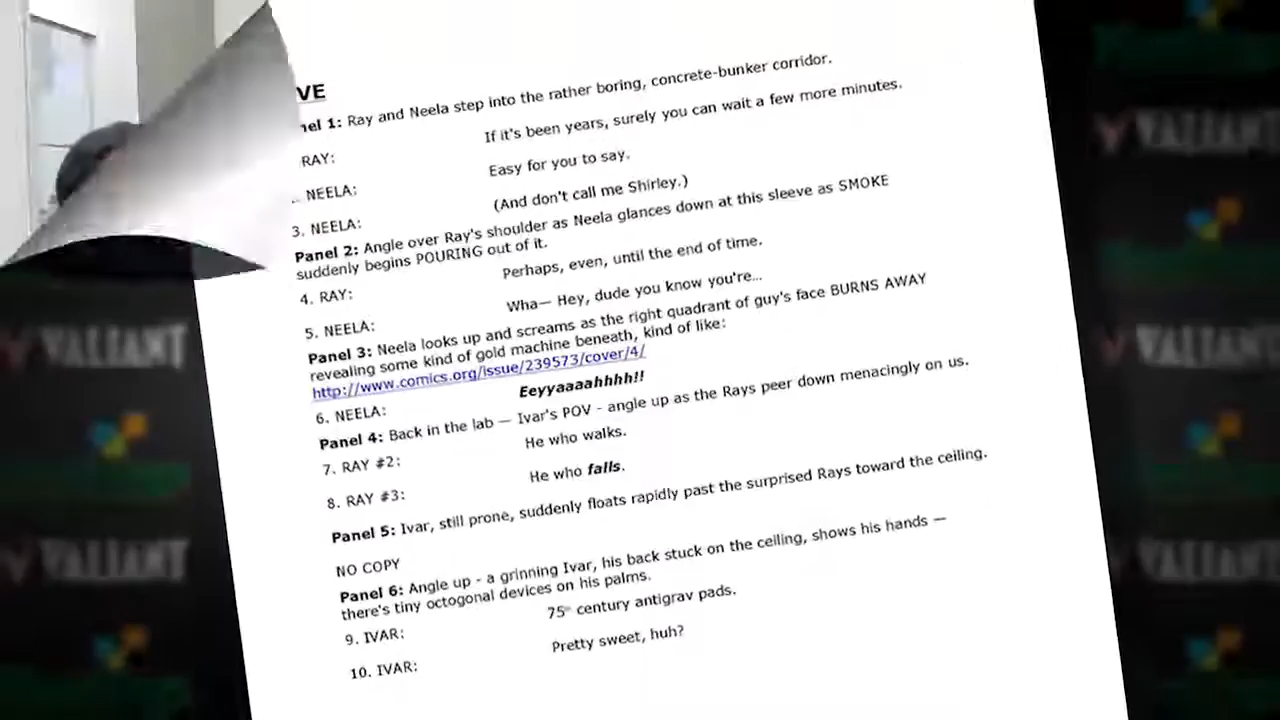 VE
nel 1: Ray and Neela step into the rather boring, concrete-bunker corridor.
RAY: If it's been years, surely you can wait a few more minutes.
NEELA: Easy for you to say.
3. NEELA: (And don't call me Shirley.)
Panel 2: Angle over Ray's shoulder as Neela glances down at this sleeve as SMOKE
suddenly begins POURING out of it.
4. RAY: Perhaps, even, until the end of time.
5. NEELA: Wha— Hey, dude you know you're…
Panel 3: Neela looks up and screams as the right quadrant of guy's face BURNS AWAY
revealing some kind of gold machine beneath, kind of like:
http://www.comics.org/issue/239573/cover/4/
6. NEELA: Eeyyaaaahhhh!!
Panel 4: Back in the lab — Ivar's POV - angle up as the Rays peer down menacingly on us.
7. RAY #2: He who walks.
8. RAY #3: He who falls.
Panel 5: Ivar, still prone, suddenly floats rapidly past the surprised Rays toward the ceiling.
NO COPY
Panel 6: Angle up - a grinning Ivar, his back stuck on the ceiling, shows his hands —
there's tiny octogonal devices on his palms.
9. IVAR: 75th century antigrav pads.
10. IVAR: Pretty sweet, huh?
VALIANT
VALIANT
VALIANT
VALIANT
VALIANT